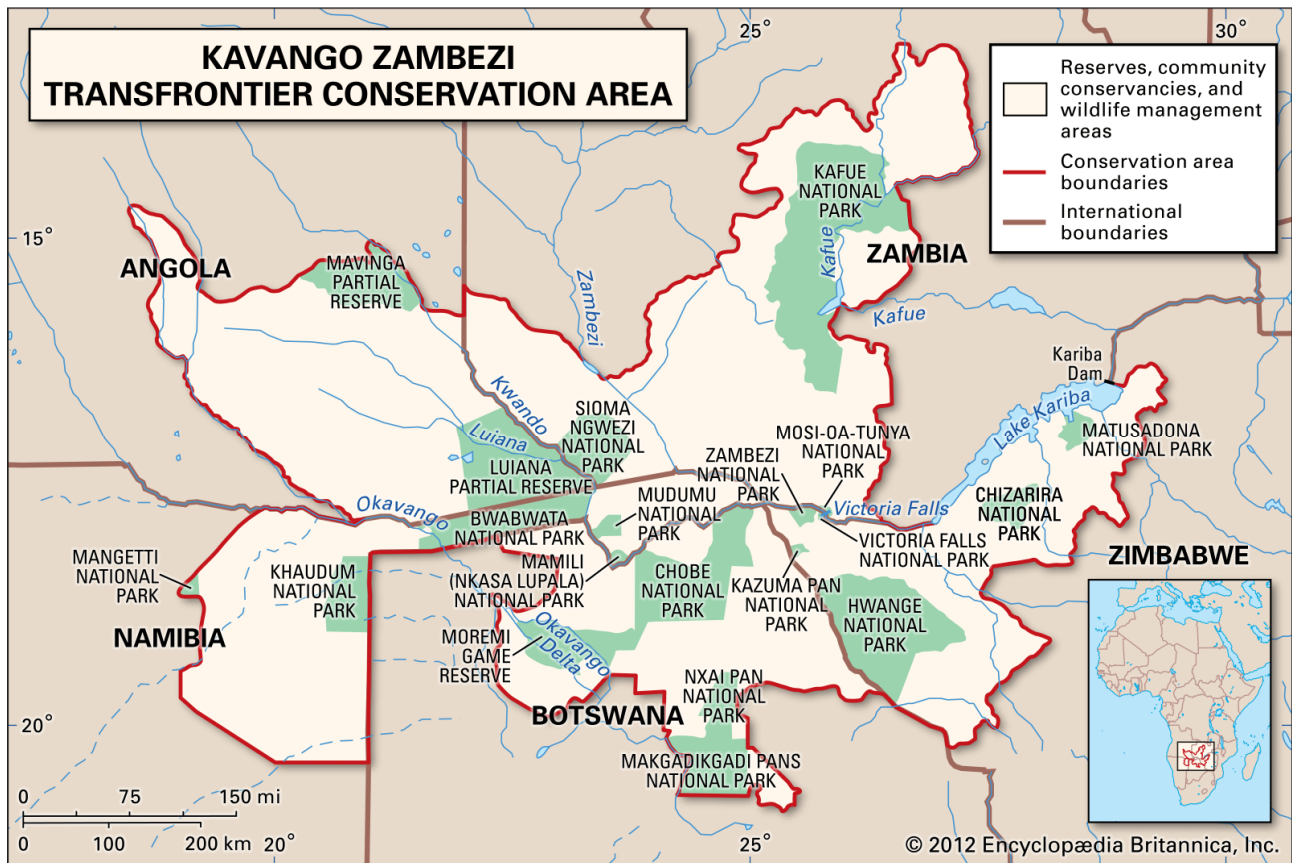 KAVANGO ZAMBEZI
TRANSFRONTIER CONSERVATION AREA
25°
30°
Reserves, community
conservancies, and
wildlife management
areas
Conservation area
boundaries
International
boundaries
15°
ANGOLA
MAVINGA
PARTIAL
RESERVE
Zambezi
KAFUE
NATIONAL
PARK
Kafue
ZAMBIA
Kafue
Kariba
Dam
Lake Kariba
MATUSADONA
NATIONAL PARK
Kwando
Luiana
SIOMA
NGWEZI
NATIONAL
PARK
LUIANA
PARTIAL RESERVE
MOSI-OA-TUNYA
NATIONAL
PARK
ZAMBEZI
NATIONAL
PARK
Okavango
BWABWATA
NATIONAL PARK
MUDUMU
NATIONAL
PARK
Victoria Falls
VICTORIA FALLS
NATIONAL PARK
CHIZARIRA
NATIONAL
PARK
ZIMBABWE
MANGETTI
NATIONAL
PARK
KHAUDUM
NATIONAL
PARK
MAMILI
(NKASA LUPALA)
NATIONAL PARK
CHOBE
NATIONAL
PARK
KAZUMA PAN
NATIONAL
PARK
HWANGE
NATIONAL
PARK
NAMIBIA
MOREMI
GAME
RESERVE
Okavango
Delta
NXAI PAN
NATIONAL
PARK
BOTSWANA
20°
MAKGADIKGADI PANS
NATIONAL PARK
0 75 150 mi
0 100 200 km
20°
25°
© 2012 Encyclopædia Britannica, Inc.